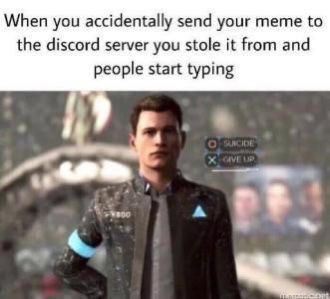 When you accidentally send your meme to
the discord server you stole it from and
people start typing
SUICIDE
GIVE UP